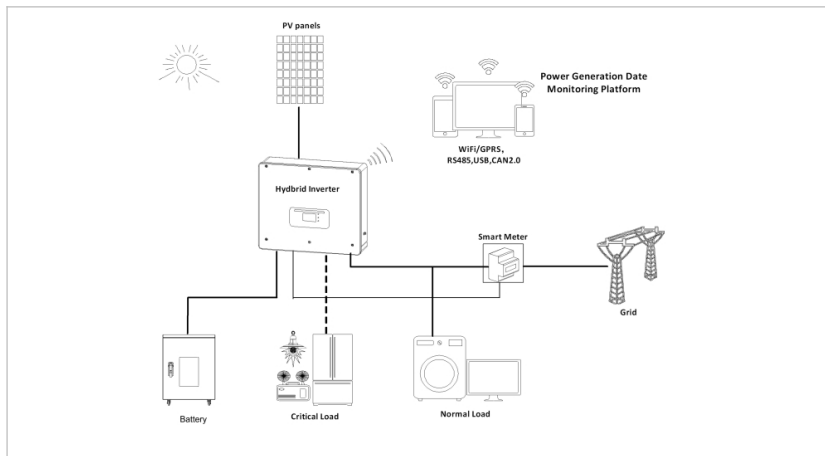 PV panels
Power Generation Date
Monitoring Platform
WiFi/GPRS,
RS485,USB,CAN2.0
Hydbrid Inverter
Smart Meter
Grid
Battery
Critical Load
Normal Load